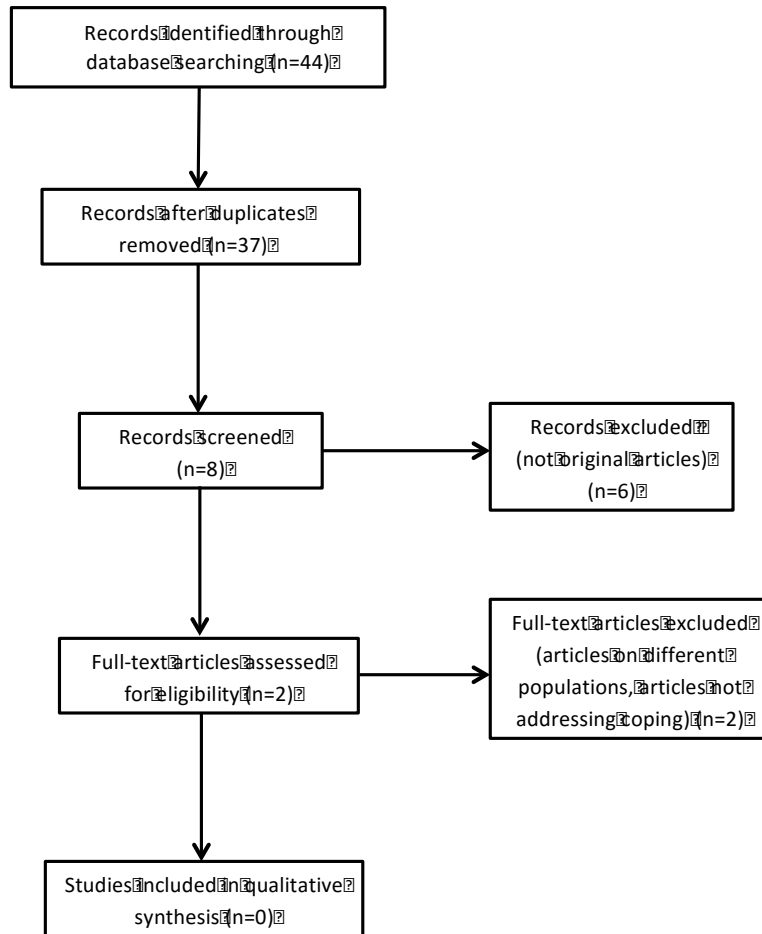 Records identified through
database searching (n=44)
Records after duplicates
removed (n=37)
Records screened
(n=8)
Records excluded
(not original articles)
(n=6)
Full-text articles assessed
for eligibility (n=2)
Full-text articles excluded
(articles on different
populations, articles not
addressing coping) (n=2)
Studies included in qualitative
synthesis (n=0)